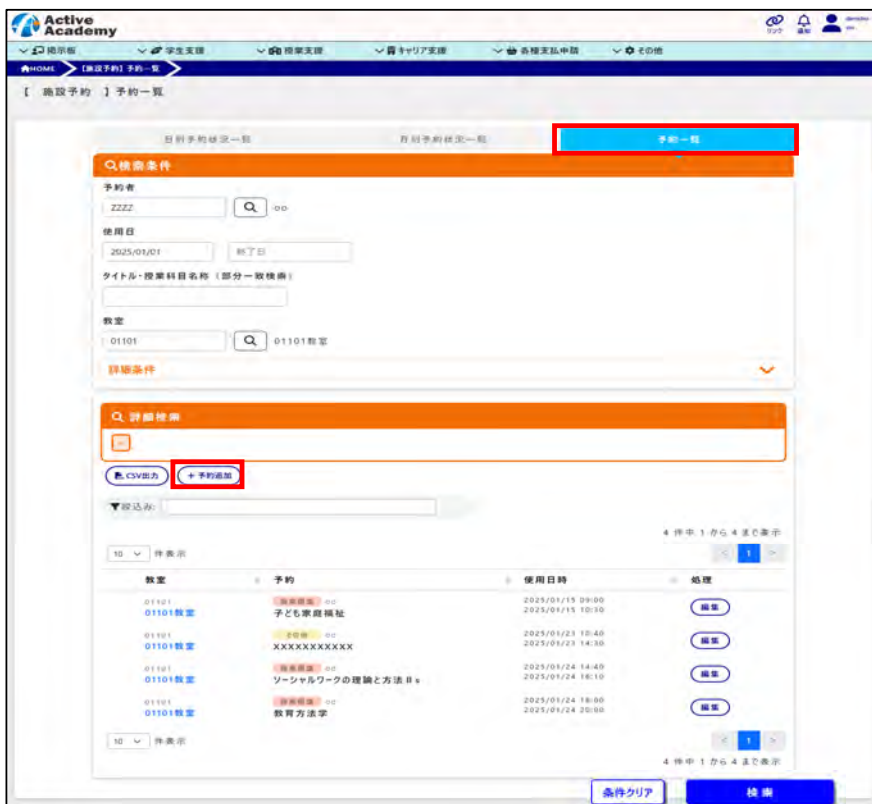 Active
Academy
リンク
通知
掲示板 学生支援 授業支援 キャリア支援 各種支払申請 その他
HOME 【施設予約】予約一覧
【 施設予約 】予約一覧
日別予約状況一覧 月別予約状況一覧 予約一覧
検索条件
予約者
ZZZZ ○○
使用日
2025/01/01 終了日
タイトル・授業科目名称（部分一致検索）
教室
01101 01101教室
詳細条件
詳細検索
CSV出力 + 予約追加
絞込み:
4 件中 1 から 4 まで表示
10 件表示 < 1 >
教室 予約 使用日時 処理
01101 ○○ 2025/01/15 09:00
01101教室 子ども家庭福祉 2025/01/15 10:30 編集
01101 その他 ○○ 2025/01/23 10:40
01101教室 XXXXXXXXXXX 2025/01/23 14:30 編集
01101 ○○ 2025/01/24 14:40
01101教室 ソーシャルワークの理論と方法Ⅱs 2025/01/24 16:10 編集
01101 ○○ 2025/01/24 18:00
01101教室 教育方法学 2025/01/24 20:00 編集
10 件表示 < 1 >
4 件中 1 から 4 まで表示
条件クリア 検索